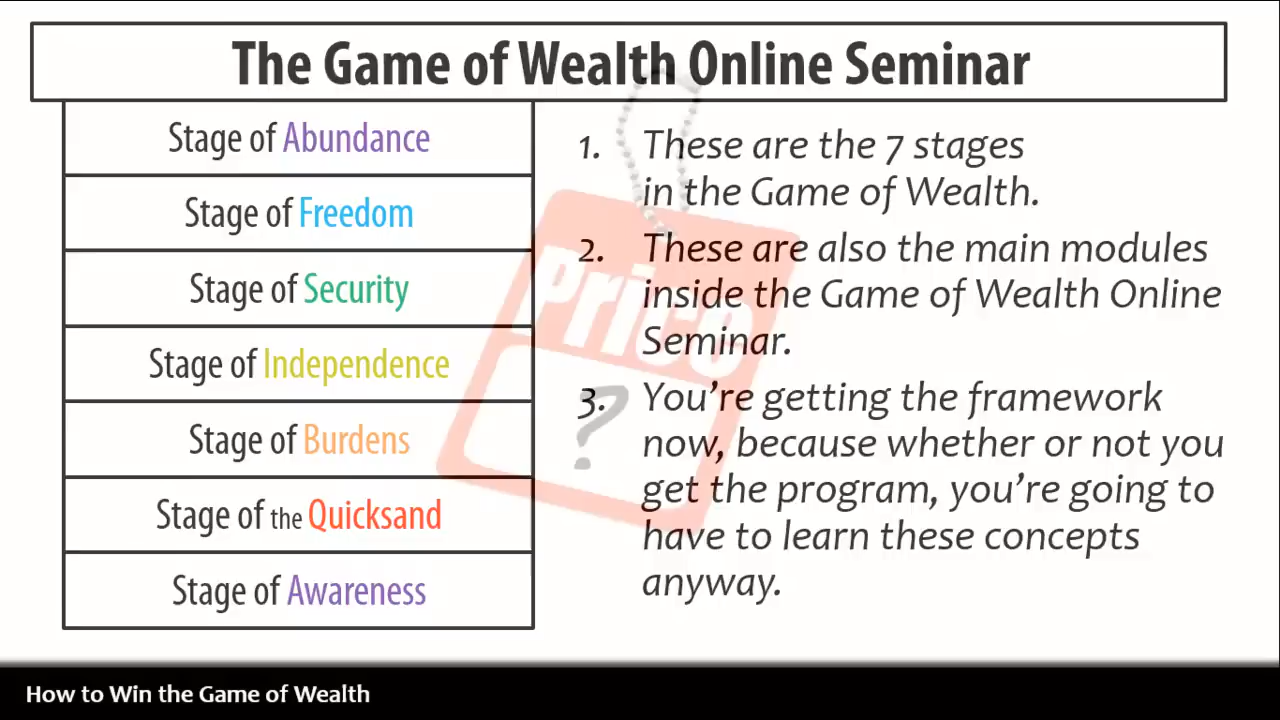 The Game of Wealth Online Seminar
Stage of Abundance
Stage of Freedom
Stage of Security
Stage of Independence
Stage of Burdens
Stage of the Quicksand
Stage of Awareness
1. These are the 7 stages
in the Game of Wealth.
2. These are also the main modules
inside the Game of Wealth Online
Seminar.
3. You're getting the framework
now, because whether or not you
get the program, you're going to
have to learn these concepts
anyway.
Price
?
How to Win the Game of Wealth